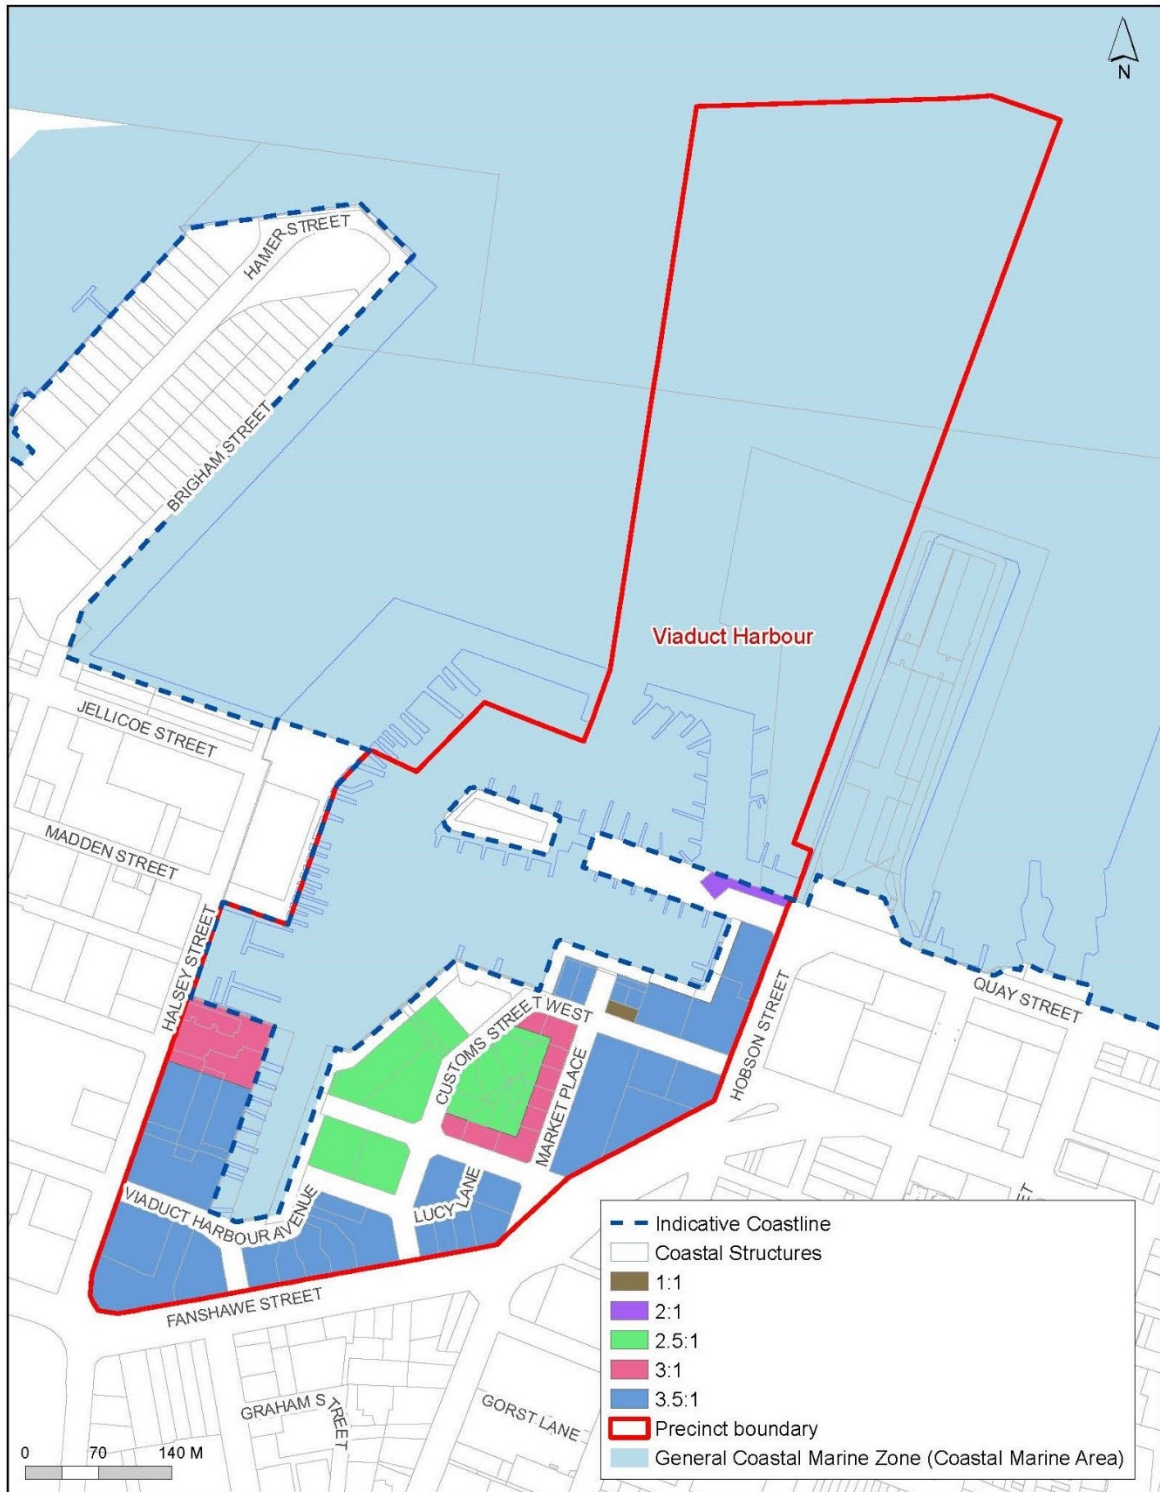 N
HAMER STREET
BRIGHAM STREET
Viaduct Harbour
JELLICOE STREET
MADDEN STREET
HALSEY STREET
QUAY STREET
CUSTOMS STREET WEST
HOBSON STREET
MARKET PLACE
LUCY LANE
VIADUCT HARBOUR AVENUE
FANSHAWE STREET
GRAHAM STREET
GORST LANE
ET
Indicative Coastline
Coastal Structures
1:1
2:1
2.5:1
3:1
3.5:1
Precinct boundary
General Coastal Marine Zone (Coastal Marine Area)
0 70 140 M